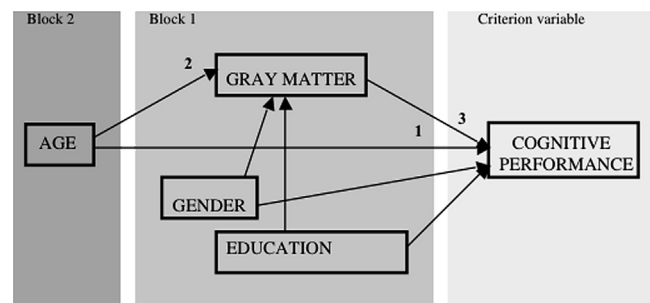 Block 2
Block 1
Criterion variable
2
GRAY MATTER
3
1
AGE
COGNITIVE
PERFORMANCE
GENDER
EDUCATION